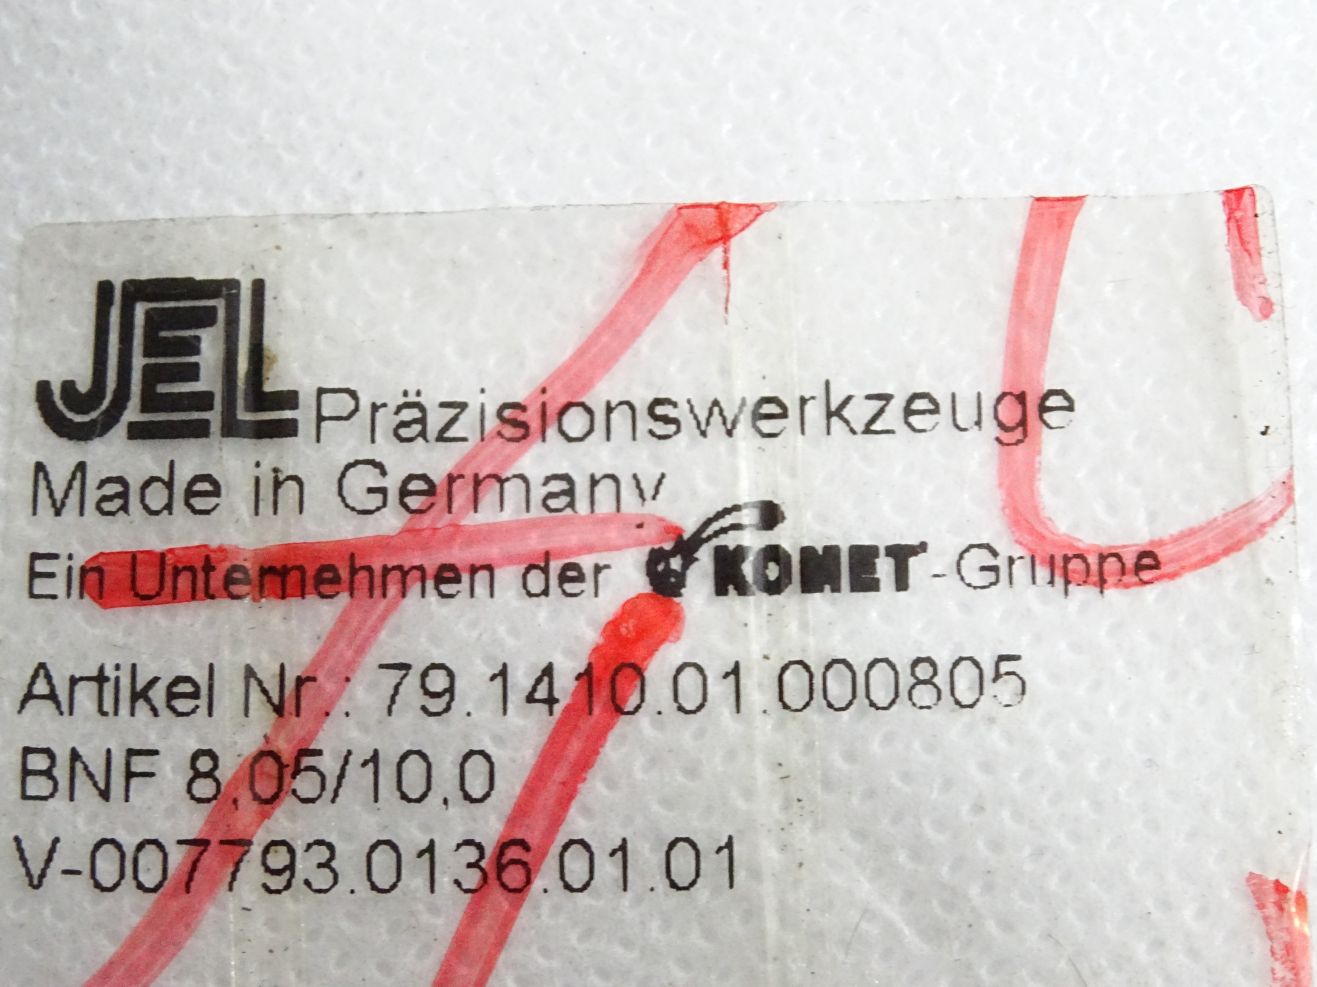 JEL Präzisionswerkzeuge
Made in Germany
Ein Unternehmen der KOMET-Gruppe
Artikel Nr.: 79.1410.01.000805
BNF 8,05/10,0
V-007793.0136.01.01